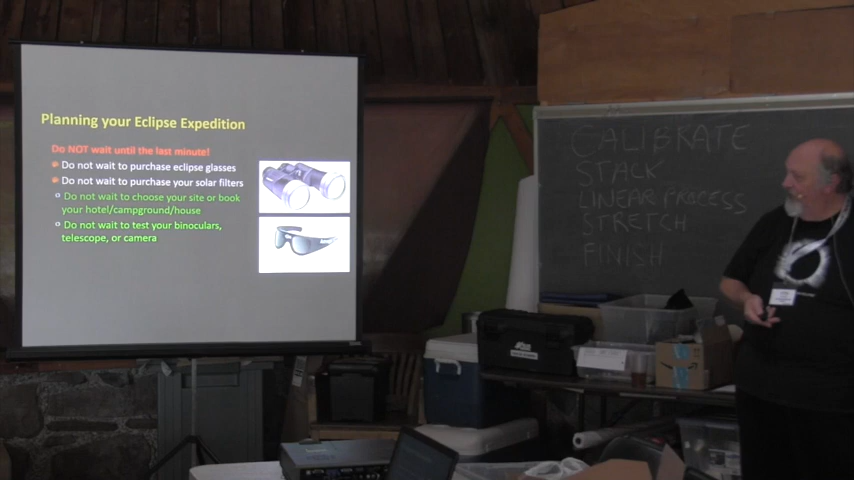 Planning your Eclipse Expedition
Do NOT wait until the last minute!
Do not wait to purchase eclipse glasses
Do not wait to purchase your solar filters
Do not wait to choose your site or book
your hotel/campground/house
Do not wait to test your binoculars,
telescope, or camera
CALIBRATE
STACK
LINEAR PROCESS
STRETCH
FINISH